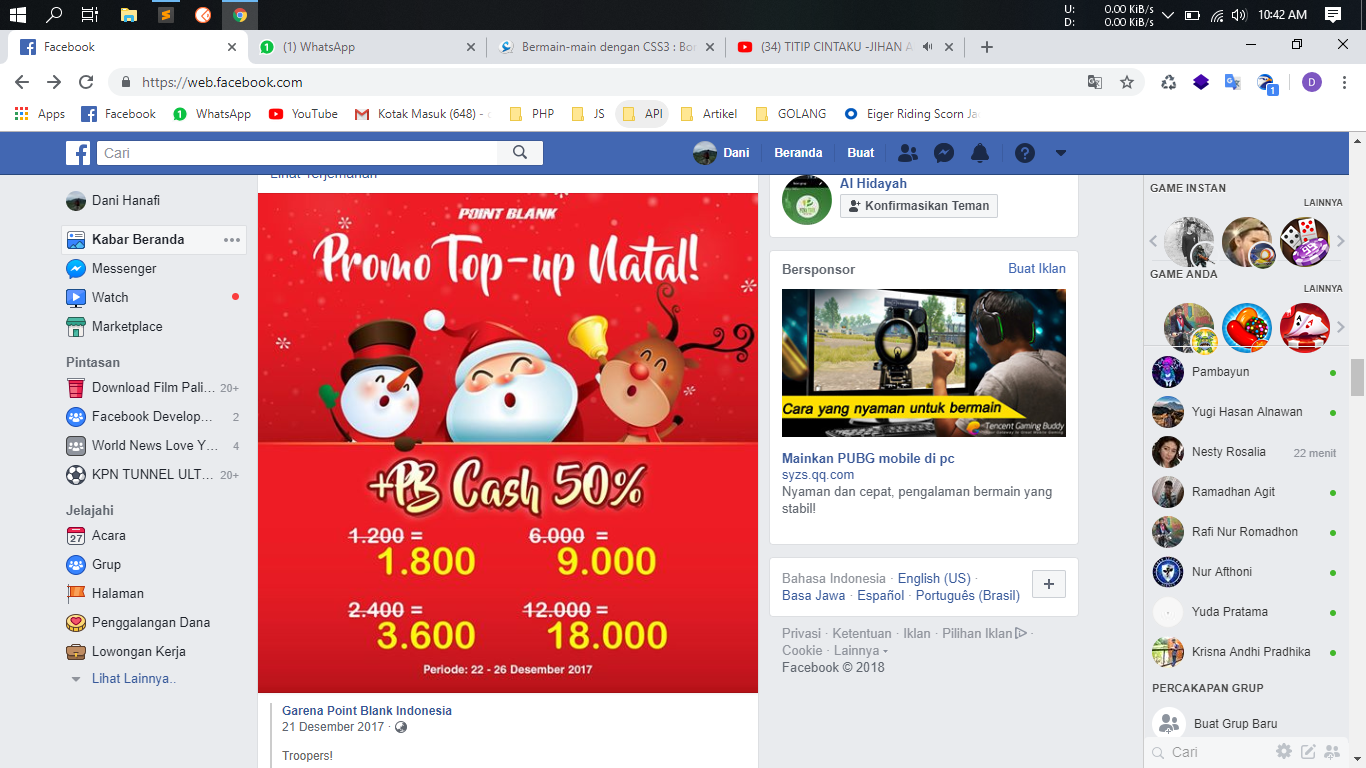 U: 0.00 KiB/s
D: 0.00 KiB/s
10:42 AM
Facebook
(1) WhatsApp
Bermain-main dengan CSS3 : Bor
(34) TITIP CINTAKU -JIHAN A
https://web.facebook.com
D
1
Apps
Facebook
WhatsApp
YouTube
Kotak Masuk (648) -
PHP
JS
API
Artikel
GOLANG
Eiger Riding Scorn Ja
Cari
Dani
Beranda
Buat
Dani Hanafi
Kabar Beranda
Messenger
Watch
Marketplace
Pintasan
Download Film Pali... 20+
Facebook Develop... 2
World News Love Y... 4
KPN TUNNEL ULT... 20+
Jelajahi
27
Acara
Grup
Halaman
Penggalangan Dana
Lowongan Kerja
Lihat Lainnya..
Lihat Terjemahan
POINT BLANK
Promo Top-up Natal!
+PB Cash 50%
1.200 =
1.800
6.000 =
9.000
2.400 =
3.600
12.000 =
18.000
Periode: 22 - 26 Desember 2017
Garena Point Blank Indonesia
21 Desember 2017 ·
Troopers!
Al Hidayah
Konfirmasikan Teman
Bersponsor
Buat Iklan
Cara yang nyaman untuk bermain
Tencent Gaming Buddy
Mainkan PUBG mobile di pc
syzs.qq.com
Nyaman dan cepat, pengalaman bermain yang
stabil!
Bahasa Indonesia · English (US) ·
Basa Jawa · Español · Português (Brasil)
Privasi · Ketentuan · Iklan · Pilihan Iklan ·
Cookie · Lainnya
Facebook © 2018
GAME INSTAN
LAINNYA
GAME ANDA
LAINNYA
Pambayun
Yugi Hasan Alnawan
Nesty Rosalia 22 menit
Ramadhan Agit
Rafi Nur Romadhon
Nur Afthoni
Yuda Pratama
Krisna Andhi Pradhika
PERCAKAPAN GRUP
Buat Grup Baru
Cari